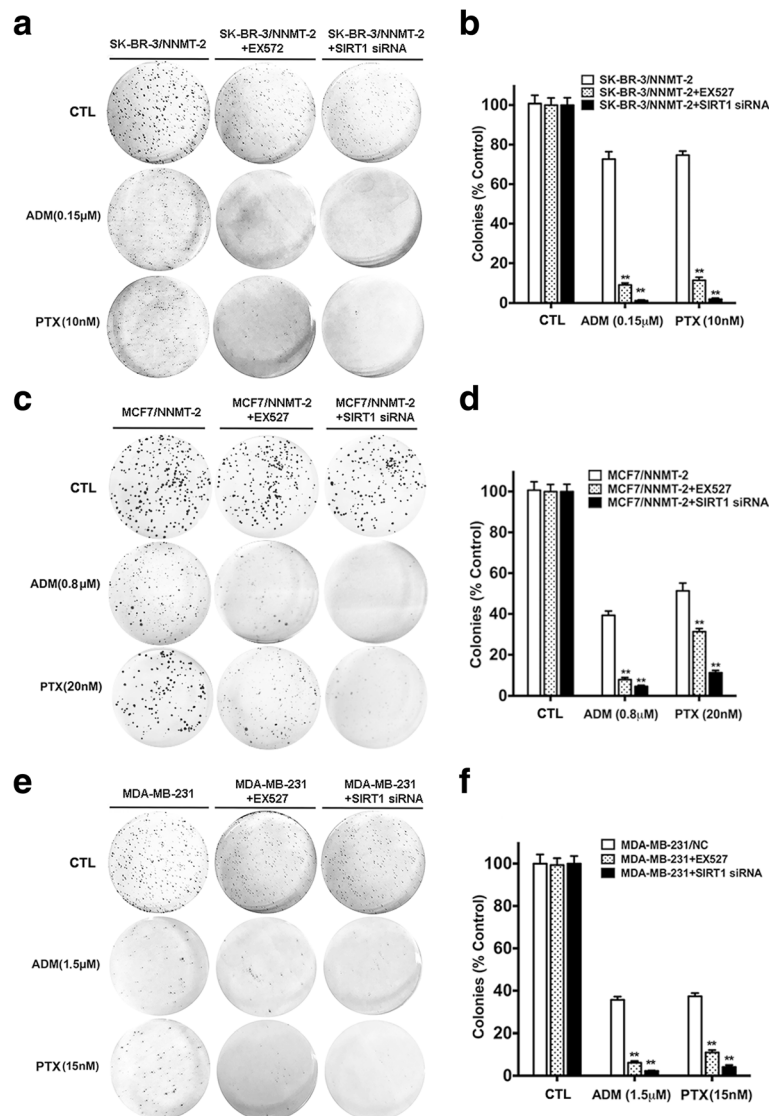 a
SK-BR-3/NNMT-2
SK-BR-3/NNMT-2
+EX572
SK-BR-3/NNMT-2
+SIRT1 siRNA
CTL
ADM(0.15μM)
PTX(10nM)
b
SK-BR-3/NNMT-2
SK-BR-3/NNMT-2+EX527
SK-BR-3/NNMT-2+SIRT1 siRNA
Colonies (% Control)
120
100
80
60
40
20
0
** ** ** **
CTL ADM (0.15μM) PTX (10nM)
c
MCF7/NNMT-2
MCF7/NNMT-2
+EX527
MCF7/NNMT-2
+SIRT1 siRNA
CTL
ADM(0.8μM)
PTX(20nM)
d
MCF7/NNMT-2
MCF7/NNMT-2+EX527
MCF7/NNMT-2+SIRT1 siRNA
Colonies (% Control)
120
100
80
60
40
20
0
** ** ** **
CTL ADM (0.8μM) PTX (20nM)
e
MDA-MB-231
MDA-MB-231
+EX527
MDA-MB-231
+SIRT1 siRNA
CTL
ADM(1.5μM)
PTX(15nM)
f
MDA-MB-231/NC
MDA-MB-231+EX527
MDA-MB-231+SIRT1 siRNA
Colonies (% Control)
120
100
80
60
40
20
0
** ** ** **
CTL ADM (1.5μM) PTX(15nM)